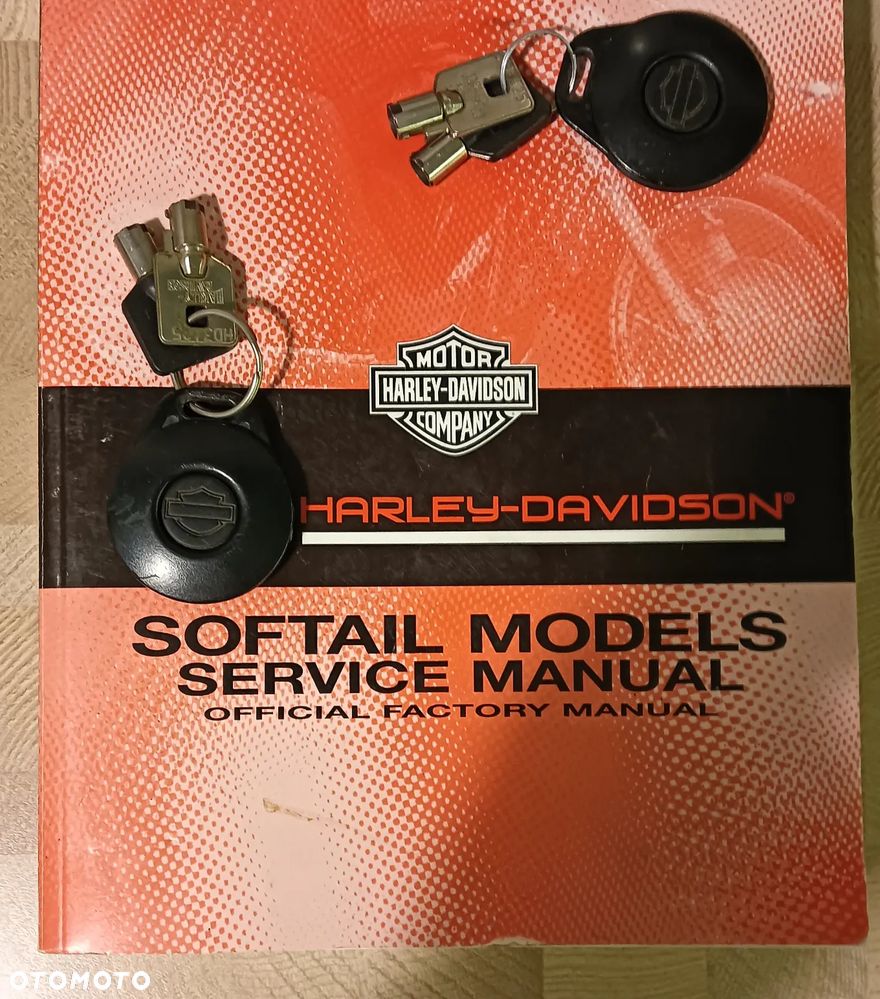 MOTOR
HARLEY-DAVIDSON
COMPANY
HARLEY-DAVIDSON®
SOFTAIL MODELS
SERVICE MANUAL
OFFICIAL FACTORY MANUAL
OTOMOTO